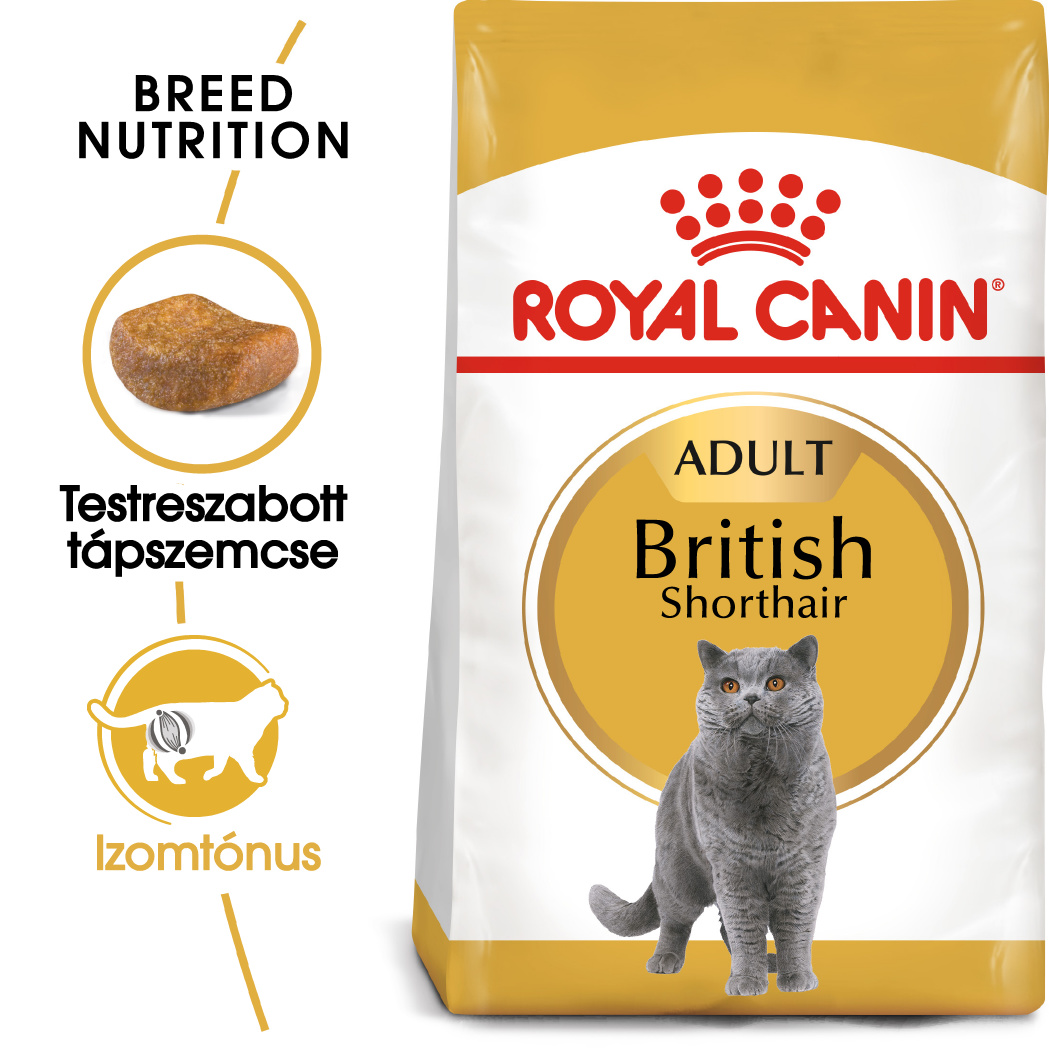 BREED
NUTRITION
Testreszabott
tápszemcse
Izomtónus
ROYAL CANIN®
ADULT
British
Shorthair